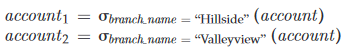 account₁ = σbranch_name = “Hillside” (account)
account₂ = σbranch_name = “Valleyview” (account)